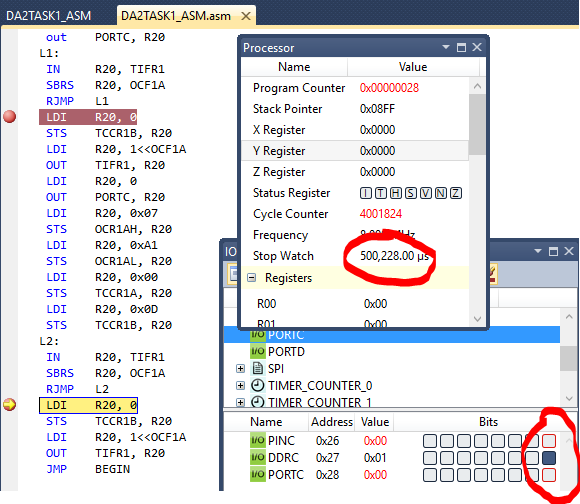 DA2TASK1_ASM
DA2TASK1_ASM.asm
out PORTC, R20
L1:
IN R20, TIFR1
SBRS R20, OCF1A
RJMP L1
LDI R20, 0
STS TCCR1B, R20
LDI R20, 1<<OCF1A
OUT TIFR1, R20
LDI R20, 0
OUT PORTC, R20
LDI R20, 0x07
STS OCR1AH, R20
LDI R20, 0xA1
STS OCR1AL, R20
LDI R20, 0x00
STS TCCR1A, R20
LDI R20, 0x0D
STS TCCR1B, R20
L2:
IN R20, TIFR1
SBRS R20, OCF1A
RJMP L2
LDI R20, 0
STS TCCR1B, R20
LDI R20, 1<<OCF1A
OUT TIFR1, R20
JMP BEGIN
Processor
Name Value
Program Counter 0x00000028
Stack Pointer 0x08FF
X Register 0x0000
Y Register 0x0000
Z Register 0x0000
Status Register I T H S V N Z
Cycle Counter 4001824
Frequency
Stop Watch 500,228.00 µs
Registers
R00 0x00
R01 0x00
IO
I/O PORTC
I/O PORTD
SPI
TIMER_COUNTER_0
TIMER_COUNTER_1
Name Address Value Bits
I/O PINC 0x26 0x00
I/O DDRC 0x27 0x01
I/O PORTC 0x28 0x00